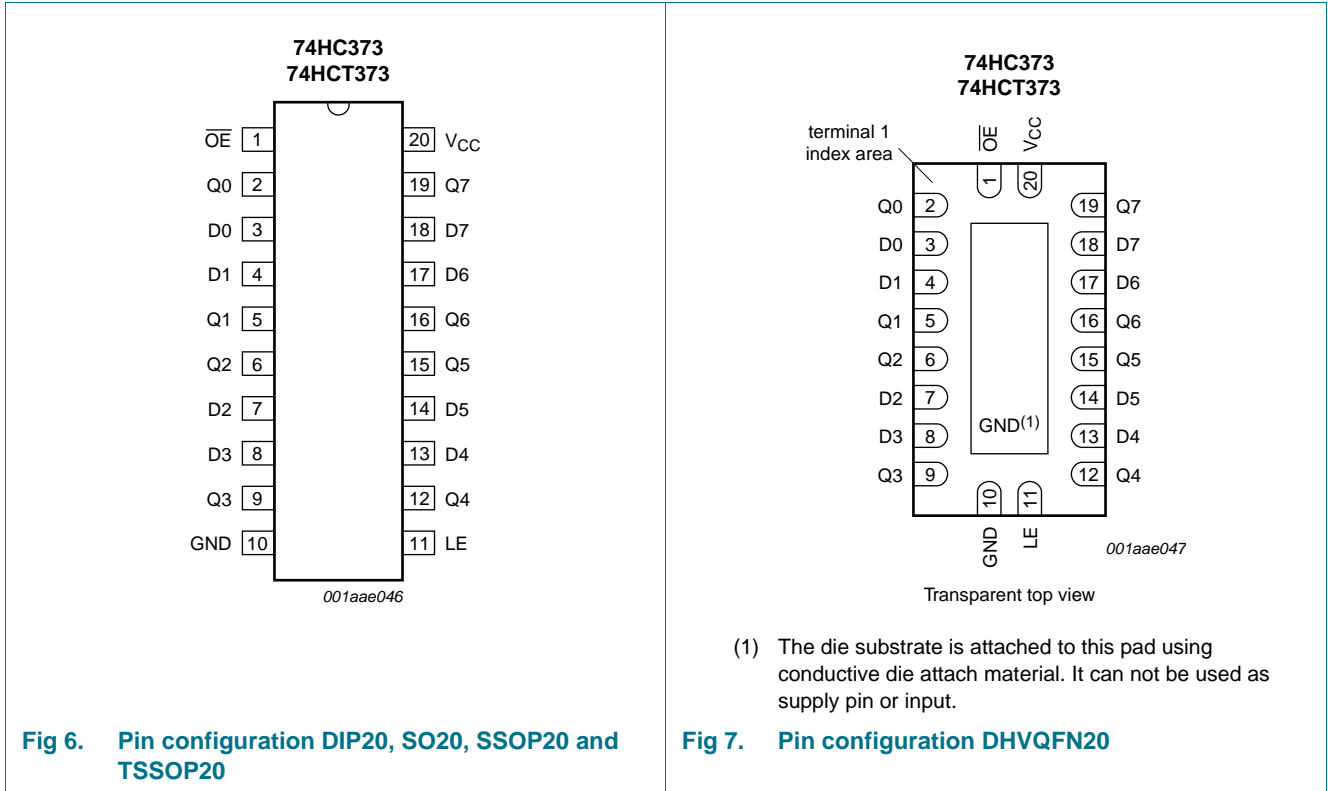 74HC373
74HCT373
O̅E̅ 1
20 VCC
Q0 2
19 Q7
D0 3
18 D7
D1 4
17 D6
Q1 5
16 Q6
Q2 6
15 Q5
D2 7
14 D5
D3 8
13 D4
Q3 9
12 Q4
GND 10
11 LE
001aae046
Fig 6. Pin configuration DIP20, SO20, SSOP20 and
TSSOP20
74HC373
74HCT373
terminal 1
index area
O̅E̅
VCC
1
20
Q0 2
19 Q7
D0 3
18 D7
D1 4
17 D6
Q1 5
16 Q6
Q2 6
15 Q5
D2 7
14 D5
D3 8
GND(1)
13 D4
Q3 9
12 Q4
10
11
GND
LE
001aae047
Transparent top view
(1) The die substrate is attached to this pad using
conductive die attach material. It can not be used as
supply pin or input.
Fig 7. Pin configuration DHVQFN20